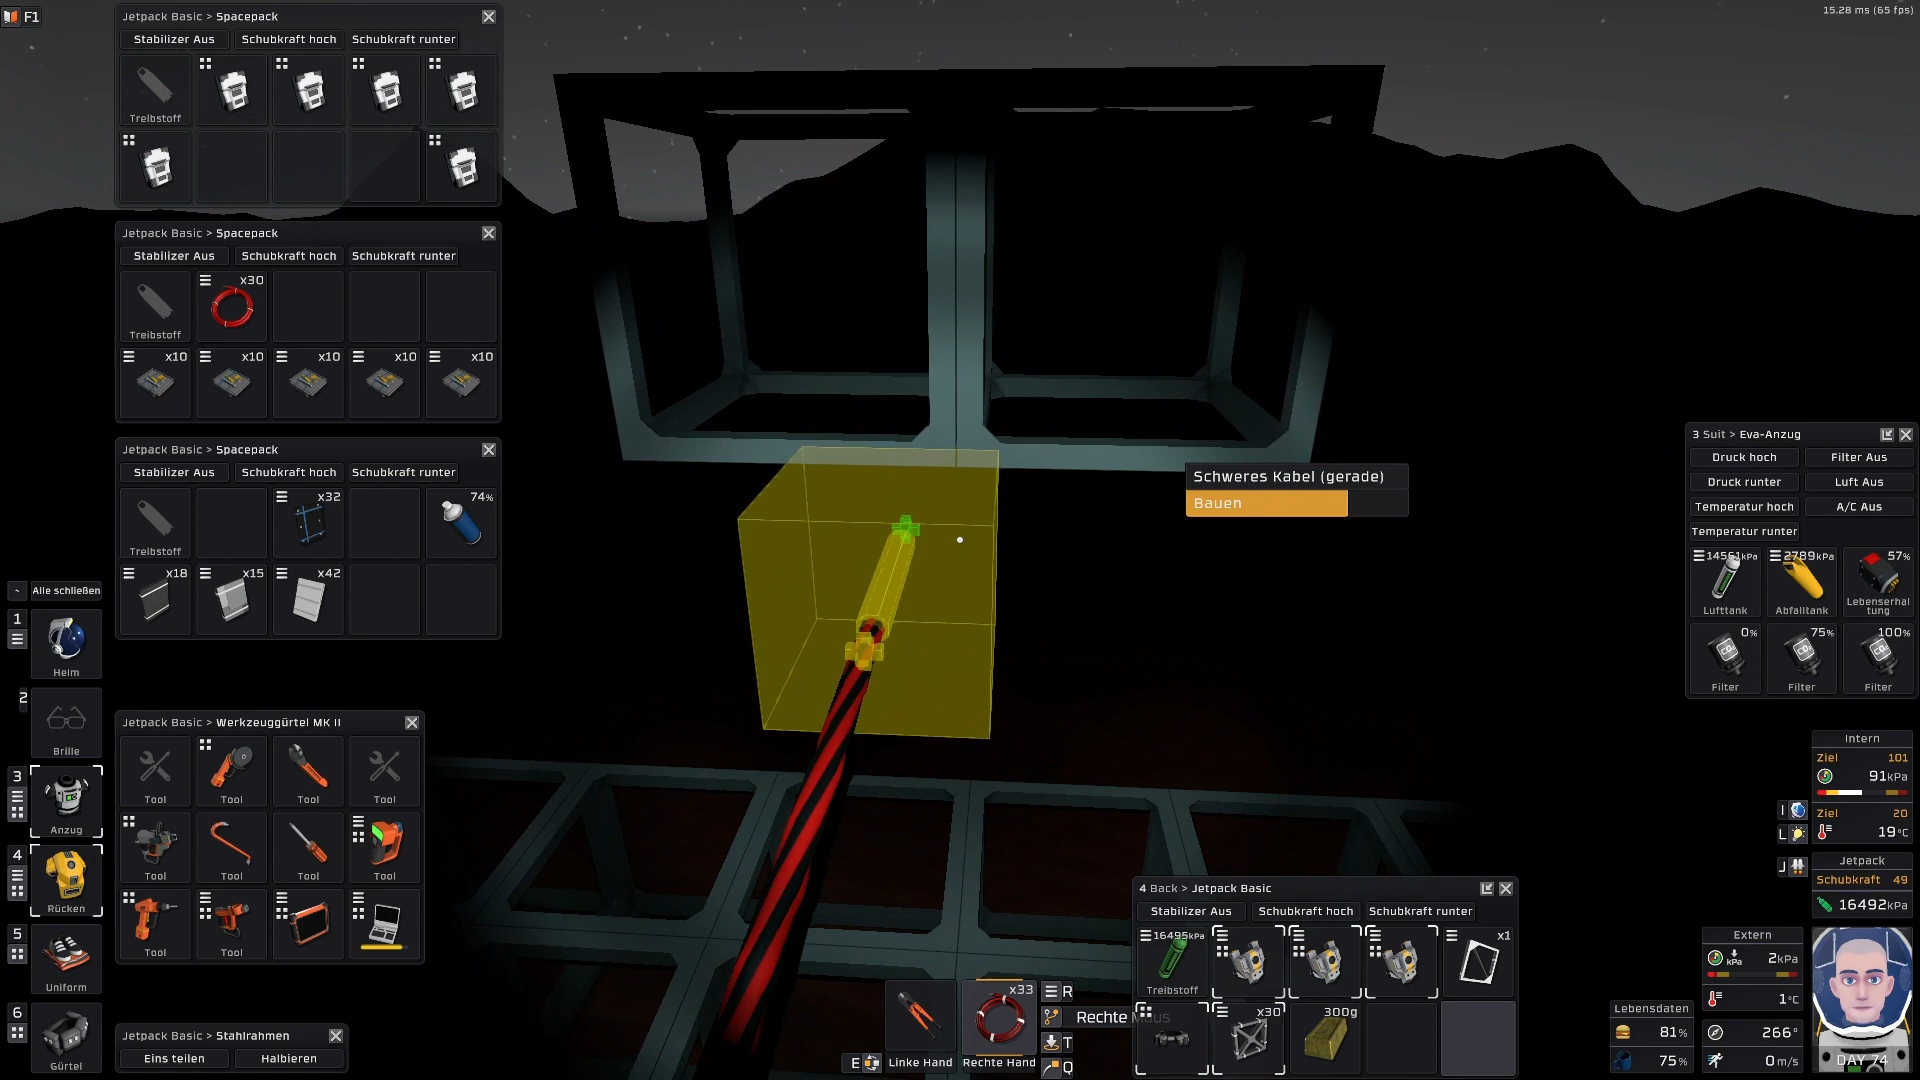 F1
15.28 ms (65 fps)
Jetpack Basic > Spacepack
Stabilizer Aus
Schubkraft hoch
Schubkraft runter
Treibstoff
Jetpack Basic > Spacepack
Stabilizer Aus
Schubkraft hoch
Schubkraft runter
x30
Treibstoff
x10
x10
x10
x10
x10
Jetpack Basic > Spacepack
Stabilizer Aus
Schubkraft hoch
Schubkraft runter
x32
74%
Treibstoff
x18
x15
x42
Schweres Kabel (gerade)
Bauen
3 Suit > Eva-Anzug
Druck hoch
Filter Aus
Druck runter
Luft Aus
Temperatur hoch
A/C Aus
Temperatur runter
14561kPa
2789kPa
57%
Lufttank
Abfalltank
Lebenserhaltung
0%
75%
100%
Filter
Filter
Filter
~ Alle schließen
1
Helm
2
Brille
3
Anzug
4
Rücken
5
Uniform
6
Gürtel
Jetpack Basic > Werkzeuggürtel MK II
Tool
Tool
Tool
Tool
Tool
Tool
Tool
Tool
Tool
Tool
Tool
Jetpack Basic > Stahlrahmen
Eins teilen
Halbieren
E
Linke Hand
x33
Rechte Hand
R
Rechte Maus
T
Q
4 Back > Jetpack Basic
Stabilizer Aus
Schubkraft hoch
Schubkraft runter
16495kPa
x1
Treibstoff
x30
300g
Intern
Ziel 101
91kPa
Ziel 20
19°C
I
L
J
Jetpack
Schubkraft 49
16492kPa
Extern
kPa
2kPa
1°C
266°
0m/s
Lebensdaten
81%
75%
DAY 74